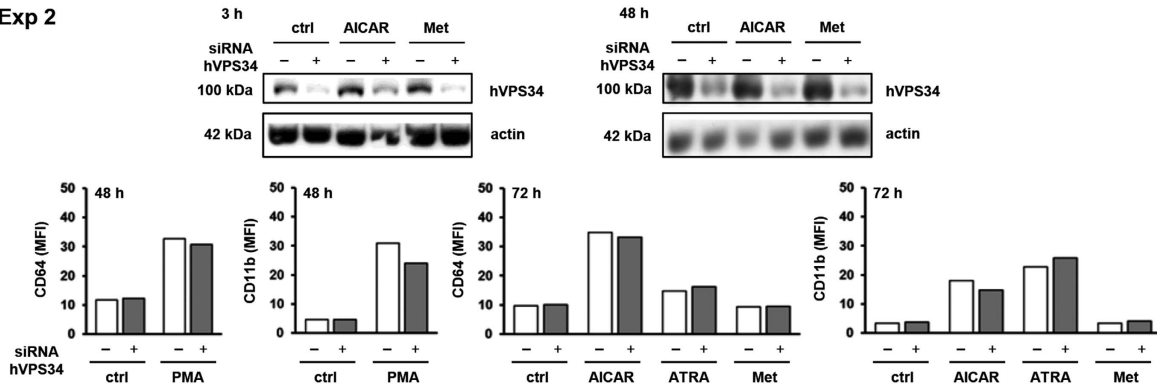 Exp 2
3 h
ctrl AICAR Met
siRNA
hVPS34 – + – + – +
100 kDa hVPS34
42 kDa actin
48 h
ctrl AICAR Met
siRNA
hVPS34 – + – + – +
100 kDa hVPS34
42 kDa actin
48 h
CD64 (MFI)
50
40
30
20
10
0
siRNA
hVPS34 – + – +
ctrl PMA
48 h
CD11b (MFI)
50
40
30
20
10
0
– + – +
ctrl PMA
72 h
CD64 (MFI)
50
40
30
20
10
0
– + – + – + – +
ctrl AICAR ATRA Met
72 h
CD11b (MFI)
50
40
30
20
10
0
– + – + – + – +
ctrl AICAR ATRA Met